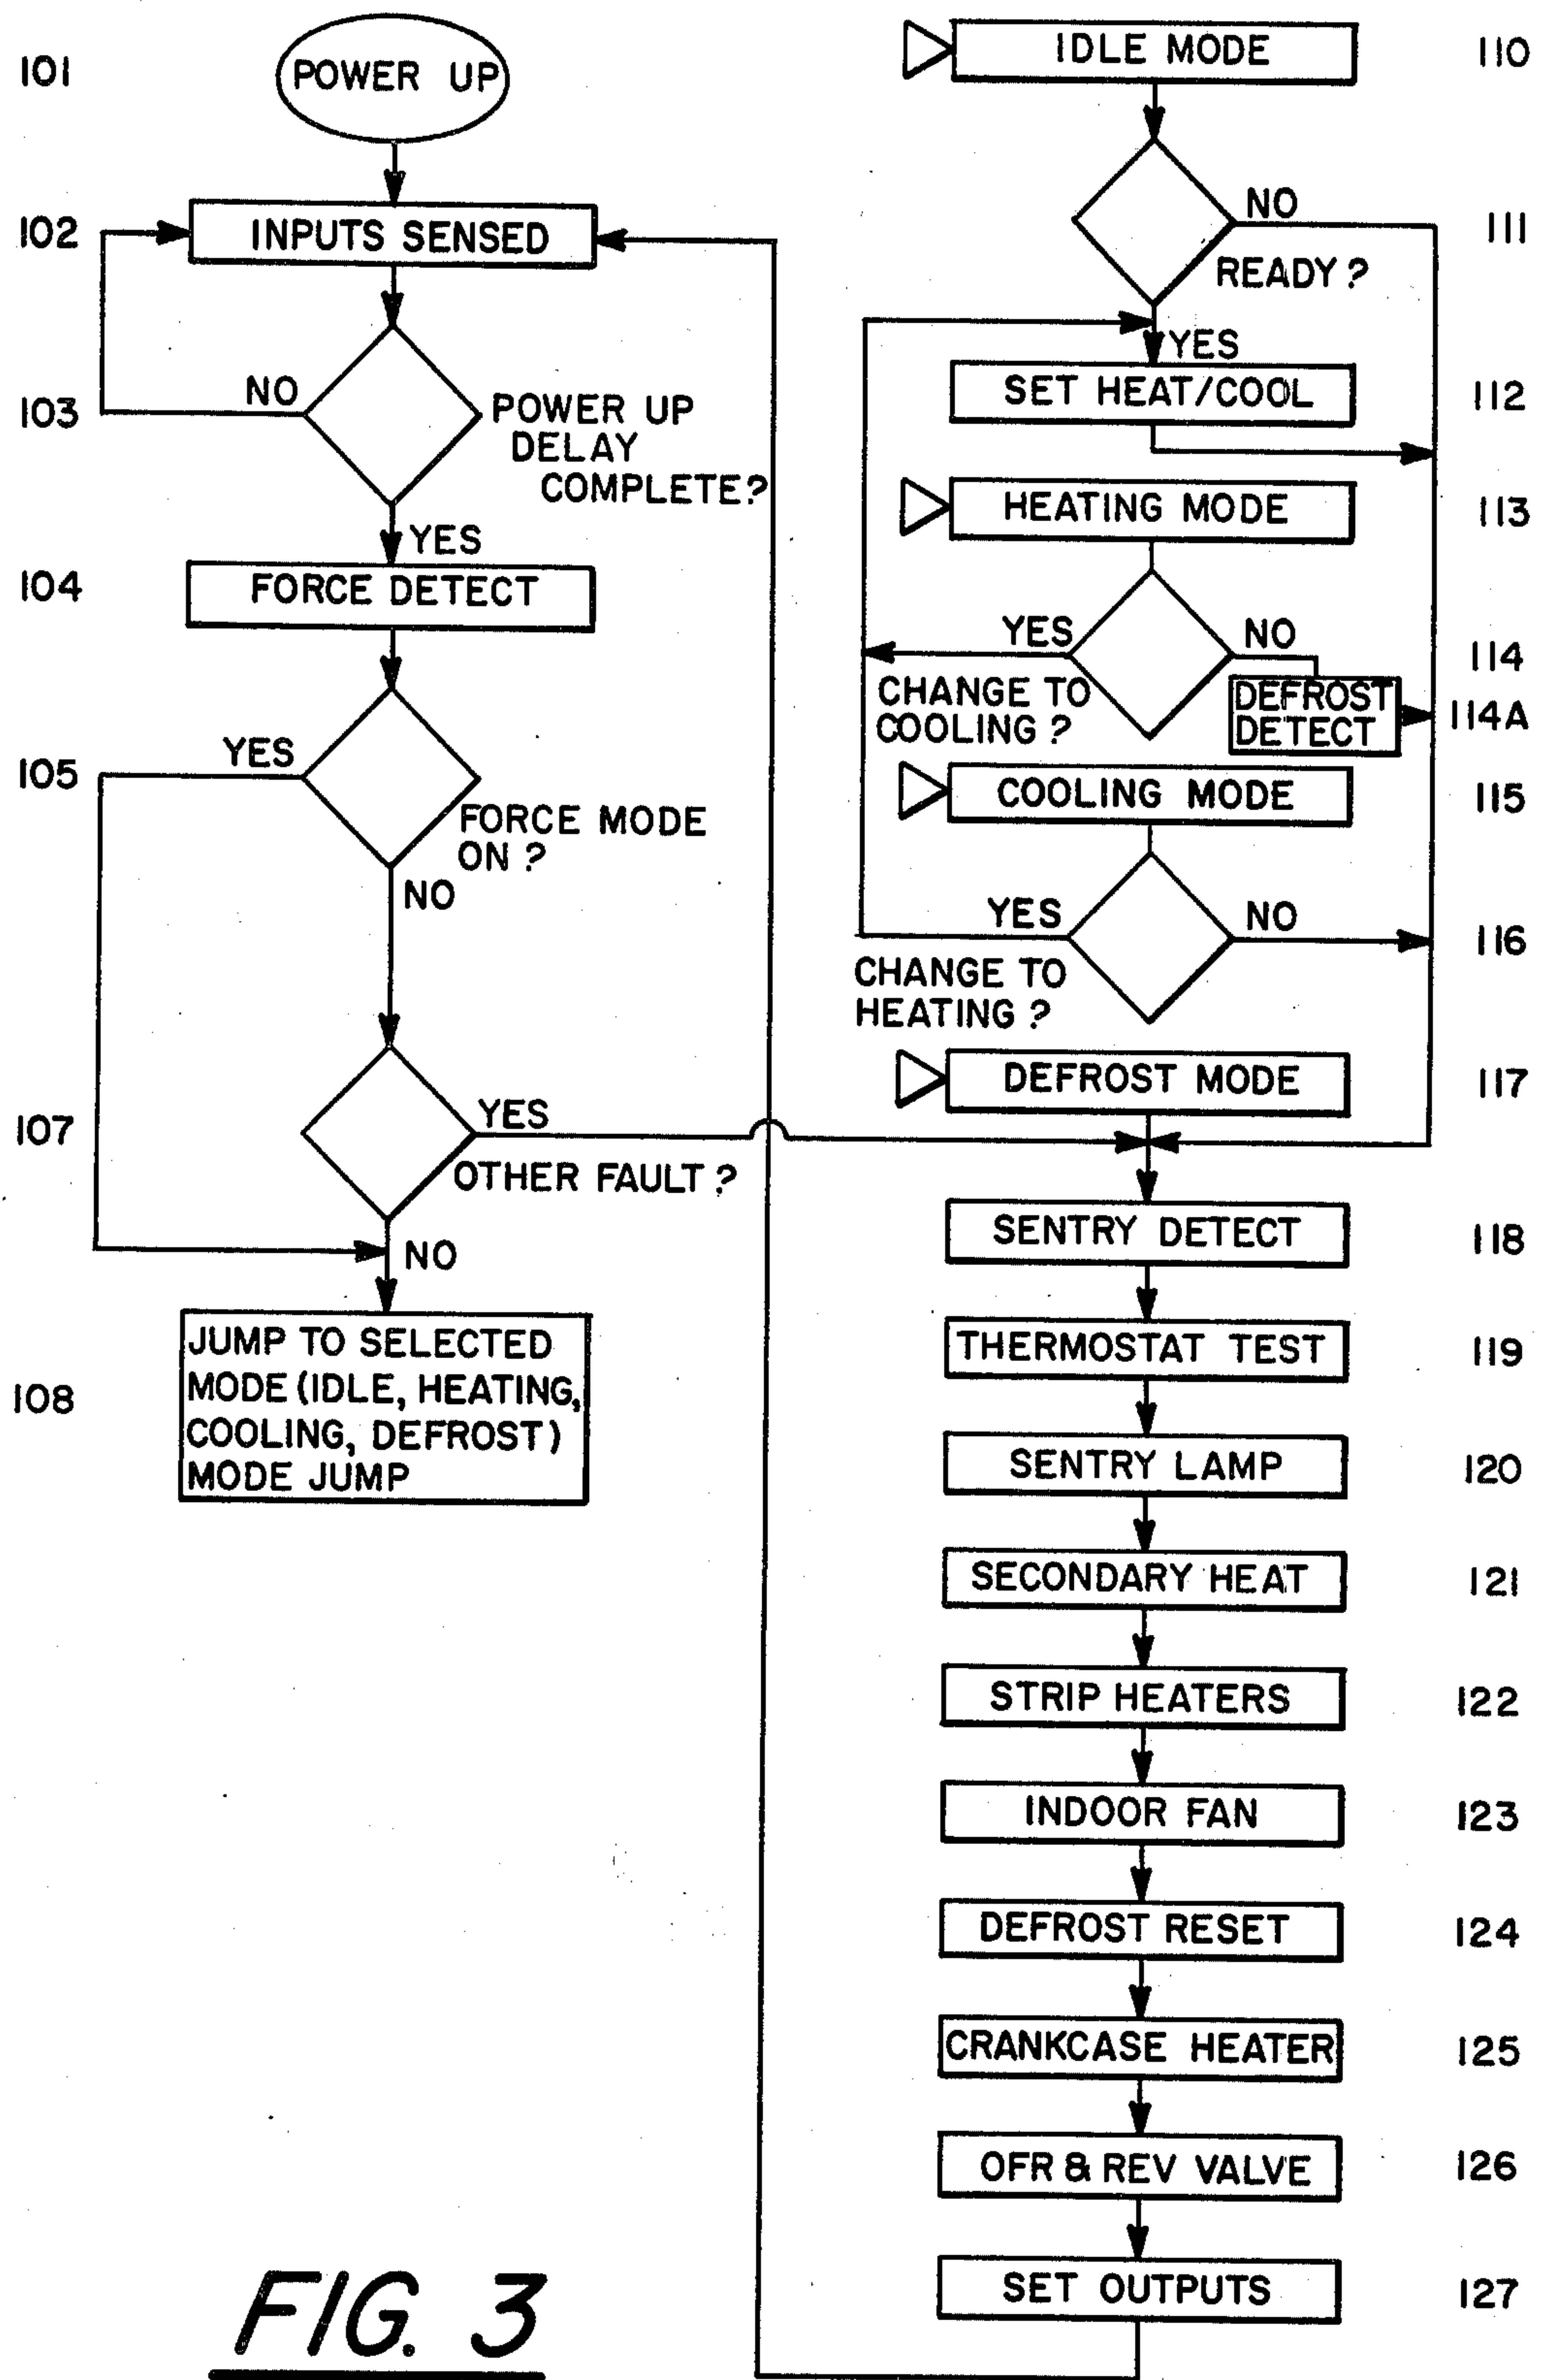 101
POWER UP
102
INPUTS SENSED
103
NO
POWER UP
DELAY
COMPLETE?
YES
104
FORCE DETECT
105
YES
FORCE MODE
ON ?
NO
107
YES
OTHER FAULT ?
NO
108
JUMP TO SELECTED
MODE (IDLE, HEATING,
COOLING, DEFROST)
MODE JUMP
IDLE MODE
110
NO
111
READY ?
YES
SET HEAT/COOL
112
HEATING MODE
113
YES
NO
114
CHANGE TO
COOLING ?
DEFROST
DETECT
114A
COOLING MODE
115
YES
NO
116
CHANGE TO
HEATING ?
DEFROST MODE
117
SENTRY DETECT
118
THERMOSTAT TEST
119
SENTRY LAMP
120
SECONDARY HEAT
121
STRIP HEATERS
122
INDOOR FAN
123
DEFROST RESET
124
CRANKCASE HEATER
125
OFR & REV VALVE
126
SET OUTPUTS
127
FIG. 3